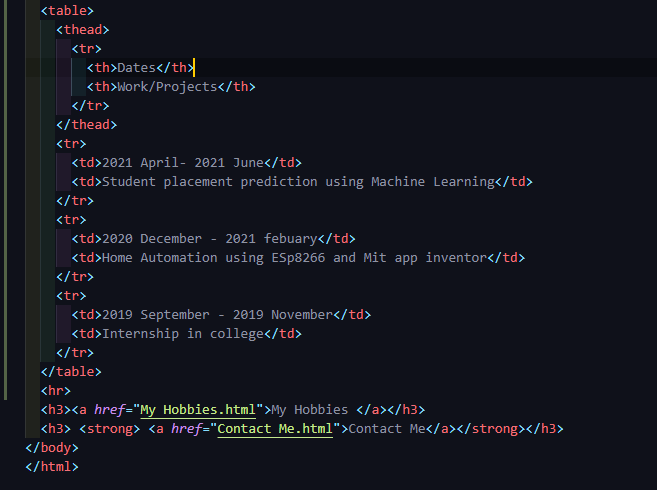 <table>
<thead>
<tr>
<th>Dates</th>
<th>Work/Projects</th>
</tr>
</thead>
<tr>
<td>2021 April- 2021 June</td>
<td>Student placement prediction using Machine Learning</td>
</tr>
<tr>
<td>2020 December - 2021 febuary</td>
<td>Home Automation using ESp8266 and Mit app inventor</td>
</tr>
<tr>
<td>2019 September - 2019 November</td>
<td>Internship in college</td>
</tr>
</table>
<hr>
<h3><a href="My Hobbies.html">My Hobbies </a></h3>
<h3> <strong> <a href="Contact Me.html">Contact Me</a></strong></h3>
</body>
</html>